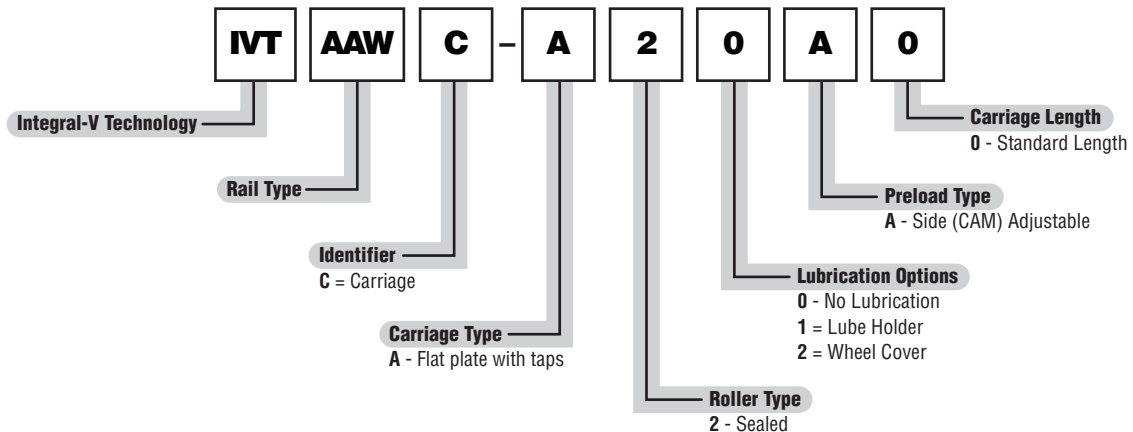 IVT AAW C – A 2 0 A 0
Integral-V Technology
Rail Type
Identifier
C = Carriage
Carriage Type
A - Flat plate with taps
Carriage Length
0 - Standard Length
Preload Type
A - Side (CAM) Adjustable
Lubrication Options
0 - No Lubrication
1 = Lube Holder
2 = Wheel Cover
Roller Type
2 - Sealed